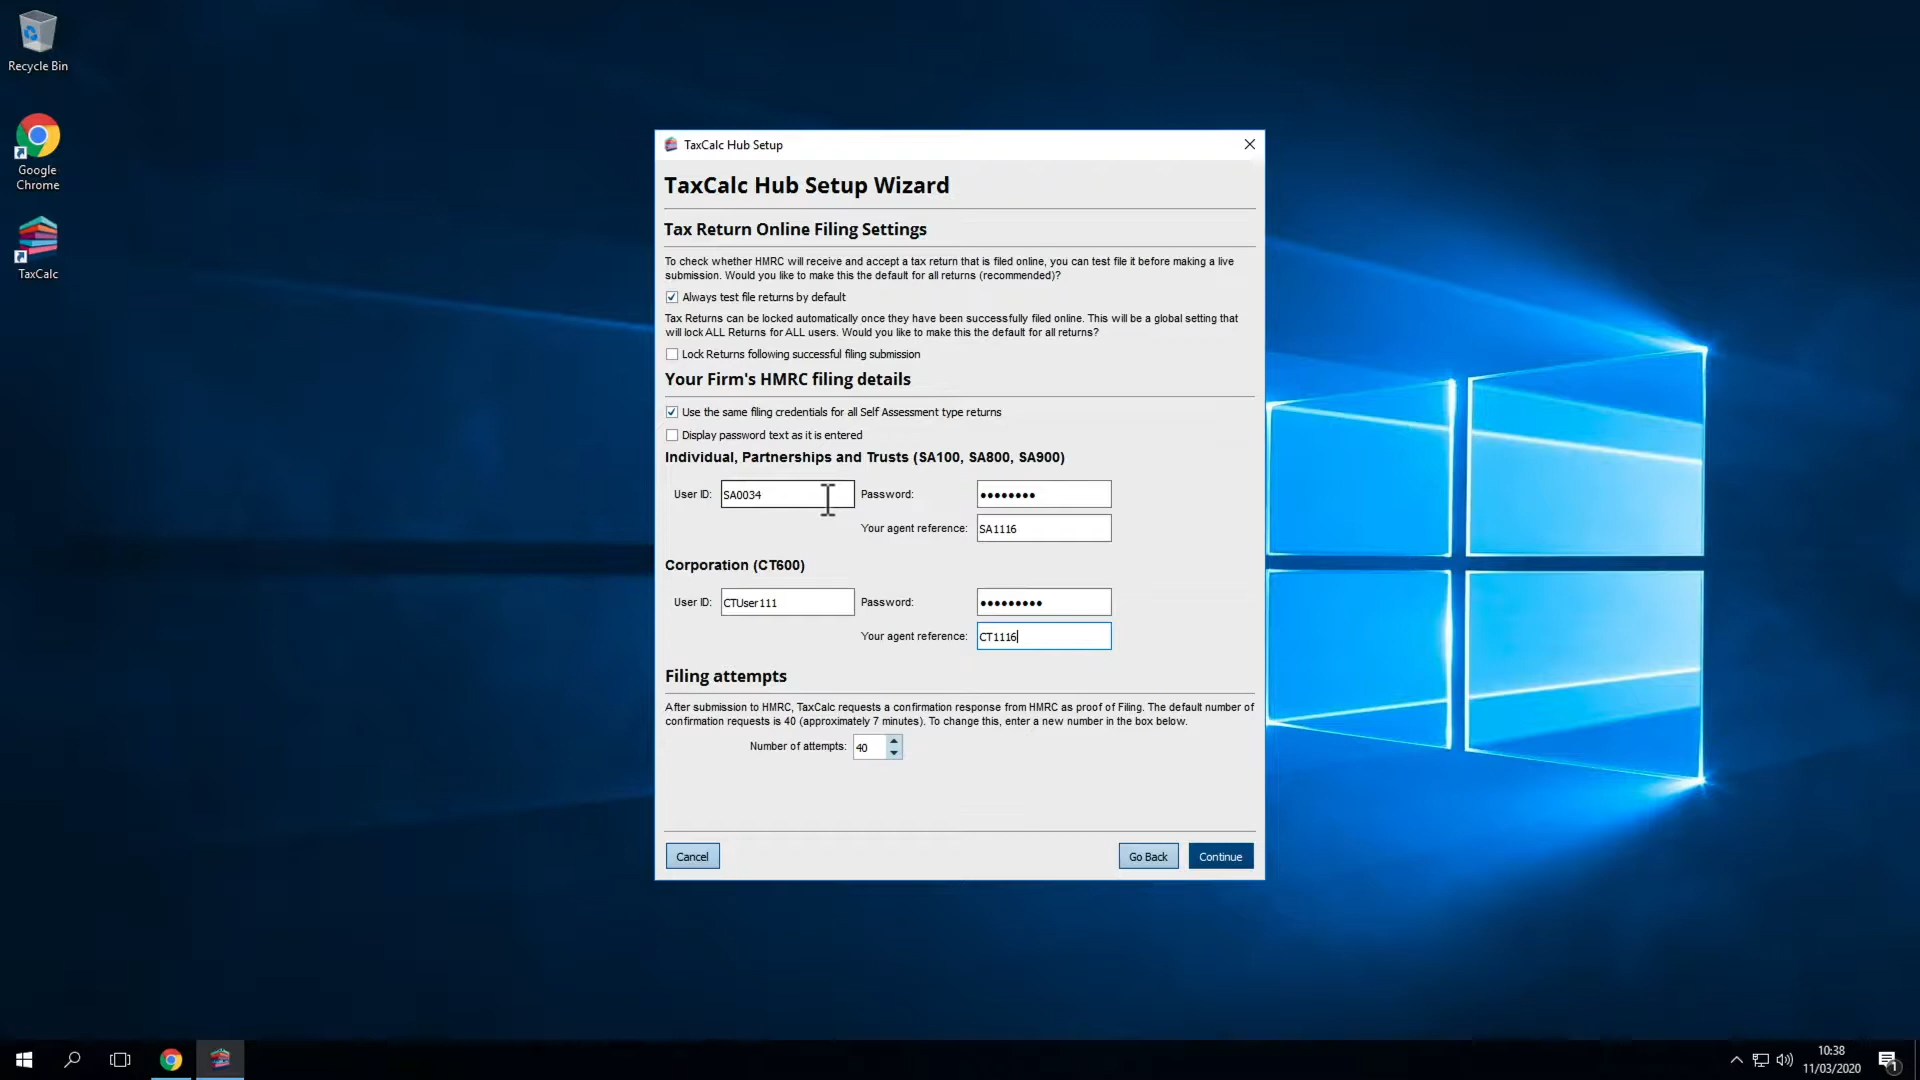 Recycle Bin
Google
Chrome
TaxCalc
TaxCalc Hub Setup
TaxCalc Hub Setup Wizard
Tax Return Online Filing Settings
To check whether HMRC will receive and accept a tax return that is filed online, you can test file it before making a live
submission. Would you like to make this the default for all returns (recommended)?
Always test file returns by default
Tax Returns can be locked automatically once they have been successfully filed online. This will be a global setting that
will lock ALL Returns for ALL users. Would you like to make this the default for all returns?
Lock Returns following successful filing submission
Your Firm's HMRC filing details
Use the same filing credentials for all Self Assessment type returns
Display password text as it is entered
Individual, Partnerships and Trusts (SA100, SA800, SA900)
User ID: SA0034 Password: ••••••••
Your agent reference: SA1116
Corporation (CT600)
User ID: CTUser111 Password: •••••••••
Your agent reference: CT1116
Filing attempts
After submission to HMRC, TaxCalc requests a confirmation response from HMRC as proof of Filing. The default number of
confirmation requests is 40 (approximately 7 minutes). To change this, enter a new number in the box below.
Number of attempts: 40
Cancel Go Back Continue
10:38
11/03/2020
1